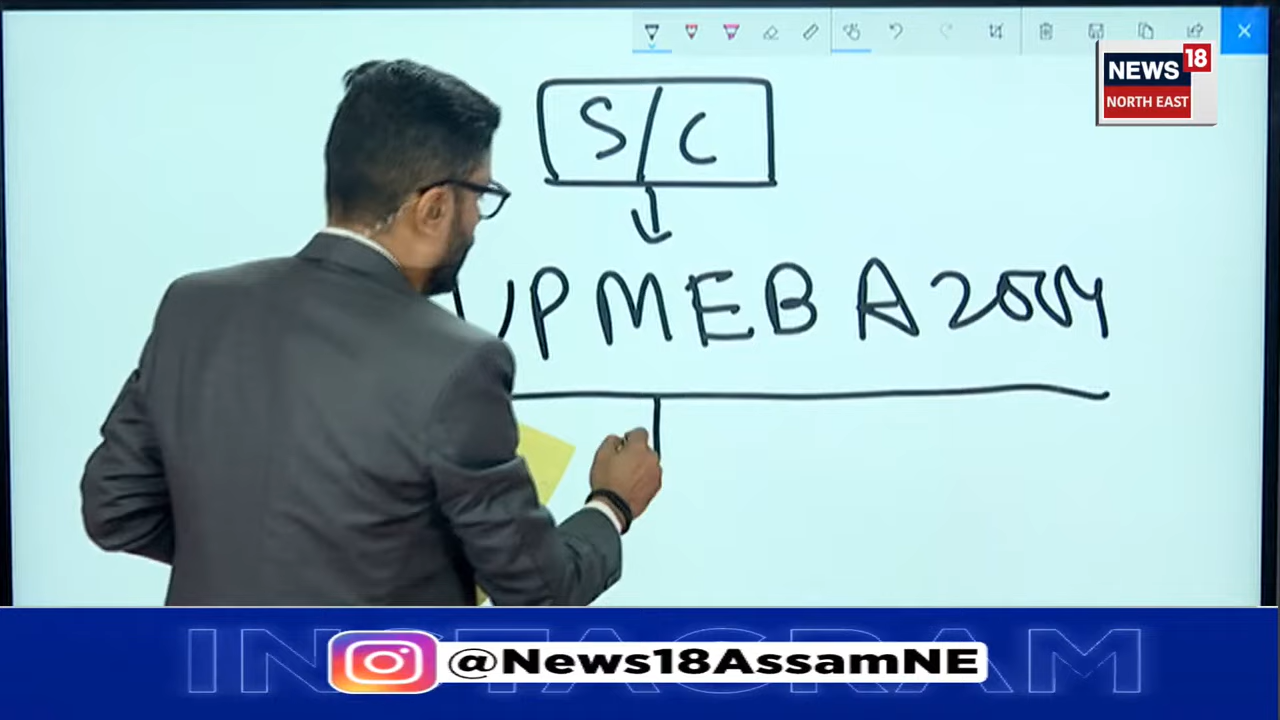 NEWS 18
NORTH EAST
S/C
UPMEBA 2004
INSTAGRAM
@News18AssamNE